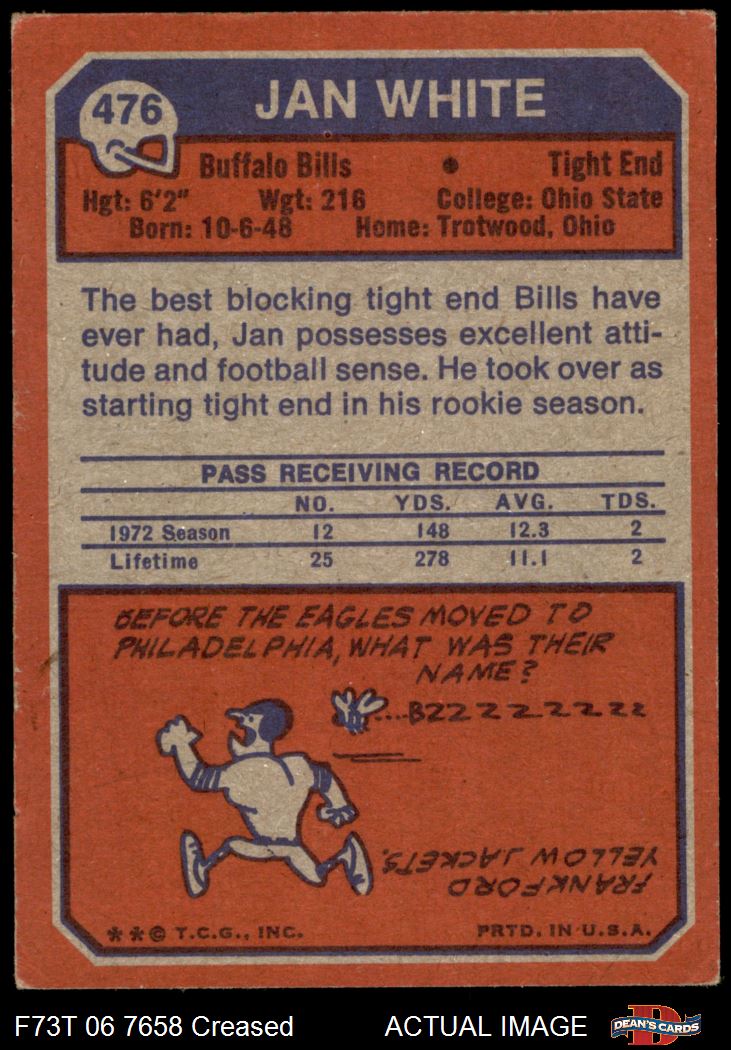 476
JAN WHITE
Buffalo Bills • Tight End
Hgt: 6'2" Wgt: 216 College: Ohio State
Born: 10-6-48 Home: Trotwood, Ohio
The best blocking tight end Bills have
ever had, Jan possesses excellent atti-
tude and football sense. He took over as
starting tight end in his rookie season.
PASS RECEIVING RECORD
NO. YDS. AVG. TDS.
1972 Season 12 148 12.3 2
Lifetime 25 278 11.1 2
BEFORE THE EAGLES MOVED TO
PHILADELPHIA, WHAT WAS THEIR
NAME?
...BZZZZZZZZZ
FRANKFORD
YELLOW JACKETS.
**© T.C.G., INC. PRTD. IN U.S.A.
F73T 06 7658 Creased ACTUAL IMAGE
D
DEAN'S CARDS